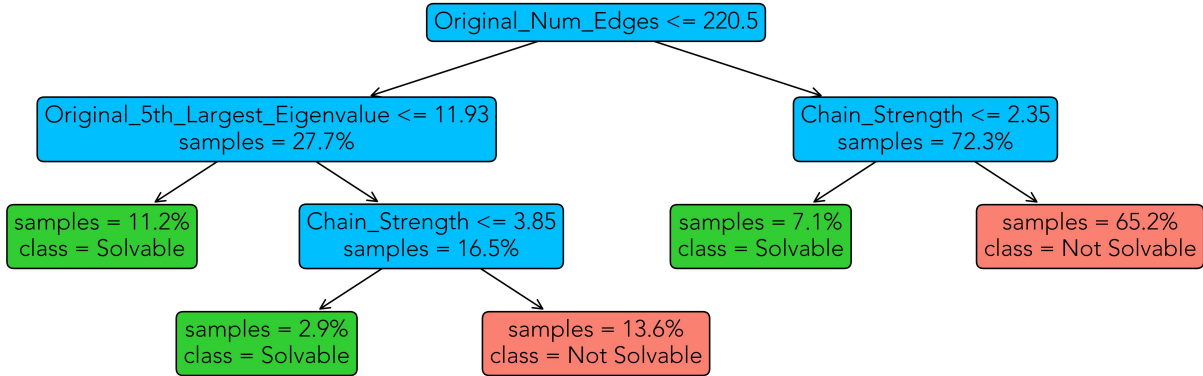 Original_Num_Edges <= 220.5
Original_5th_Largest_Eigenvalue <= 11.93
samples = 27.7%
Chain_Strength <= 2.35
samples = 72.3%
samples = 11.2%
class = Solvable
Chain_Strength <= 3.85
samples = 16.5%
samples = 7.1%
class = Solvable
samples = 65.2%
class = Not Solvable
samples = 2.9%
class = Solvable
samples = 13.6%
class = Not Solvable